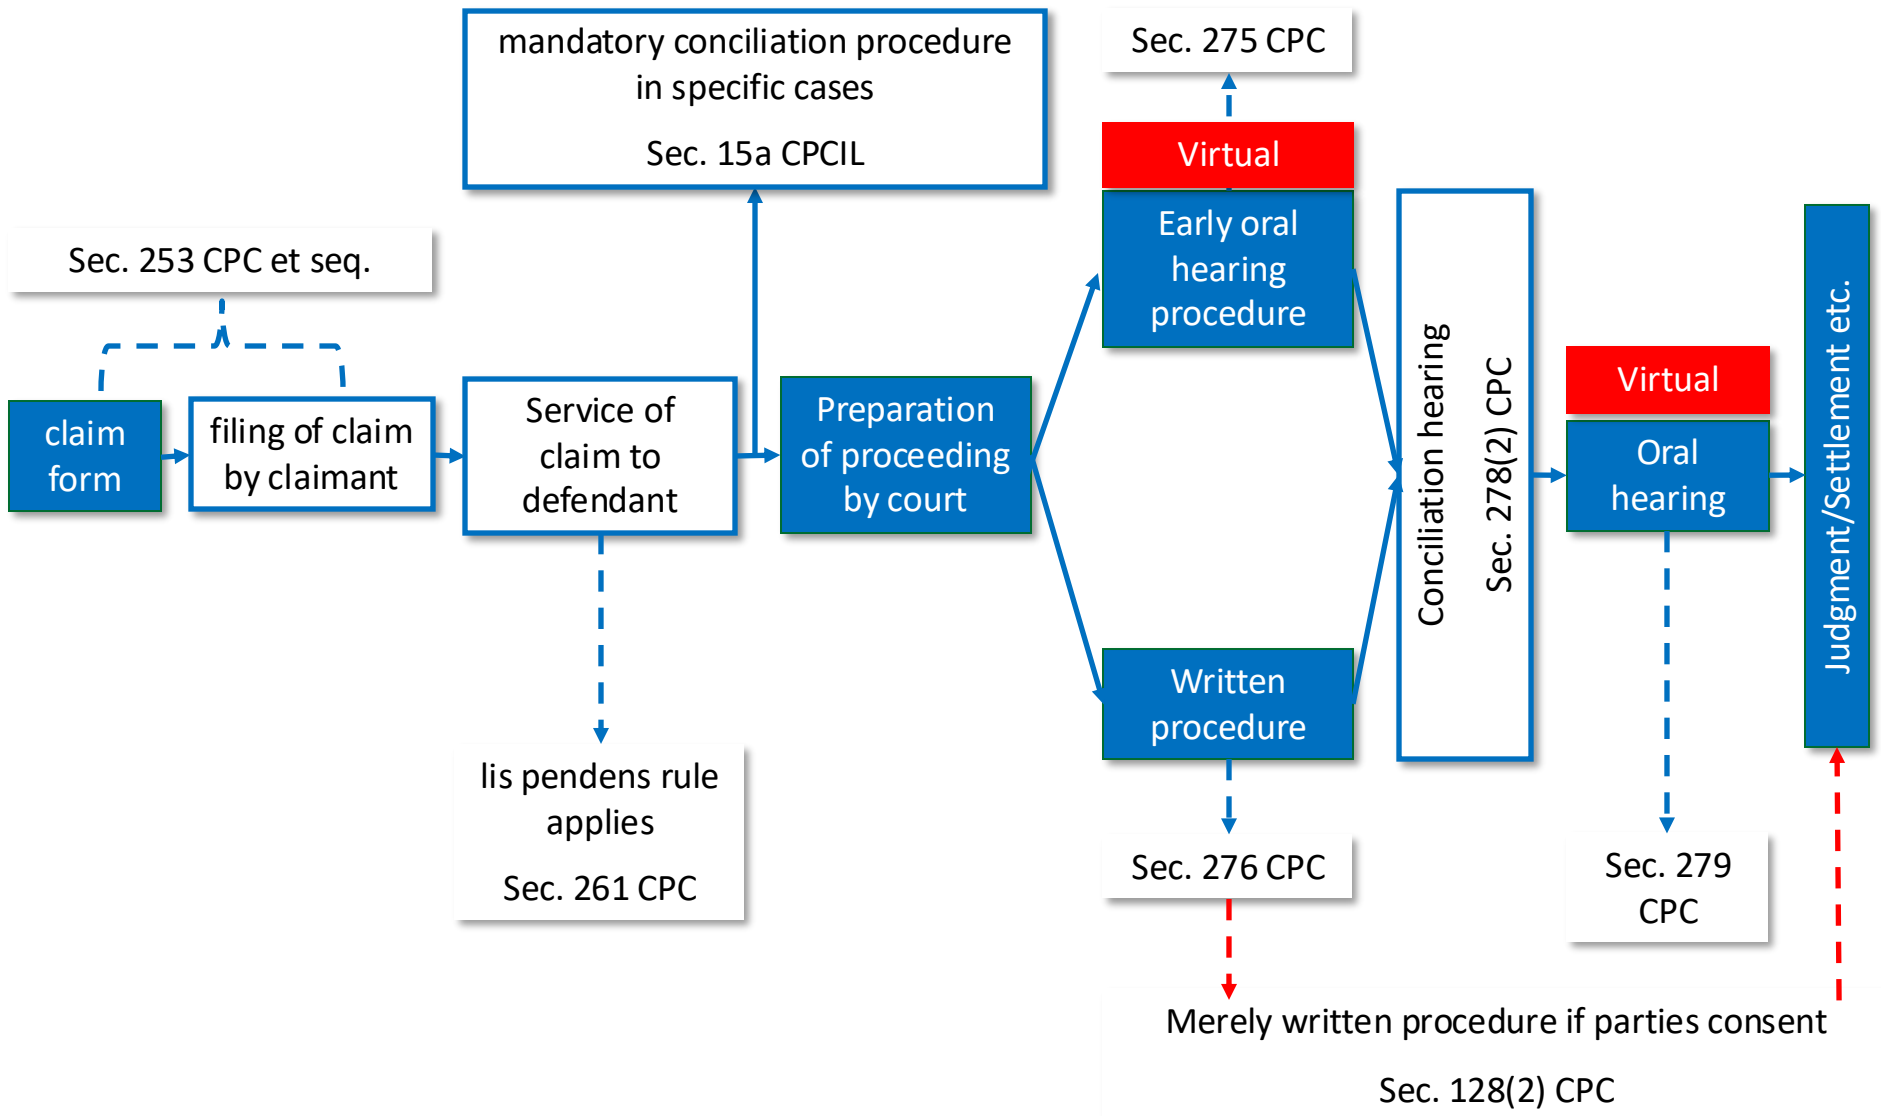 mandatory conciliation procedure
in specific cases
Sec. 15a CPCIL
Sec. 275 CPC
Virtual
Early oral
hearing
procedure
Sec. 253 CPC et seq.
claim
form
filing of claim
by claimant
Service of
claim to
defendant
Preparation
of proceeding
by court
Conciliation hearing
Sec. 278(2) CPC
Virtual
Oral
hearing
Judgment/Settlement etc.
Written
procedure
lis pendens rule
applies
Sec. 261 CPC
Sec. 276 CPC
Sec. 279
CPC
Merely written procedure if parties consent
Sec. 128(2) CPC